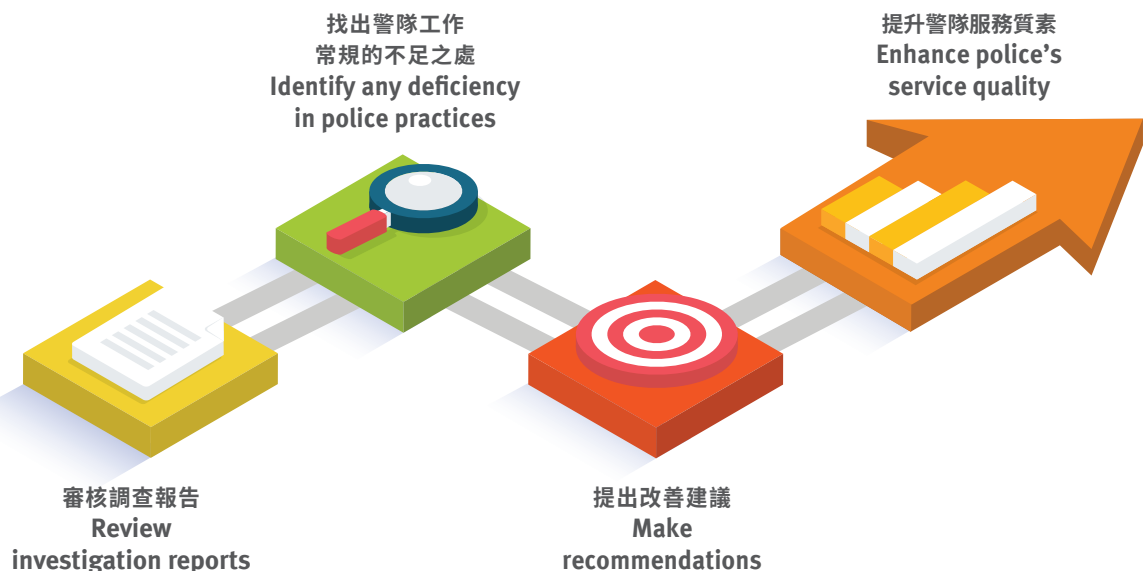 找出警隊工作
常規的不足之處
Identify any deficiency
in police practices
提升警隊服務質素
Enhance police’s
service quality
審核調查報告
Review
investigation reports
提出改善建議
Make
recommendations